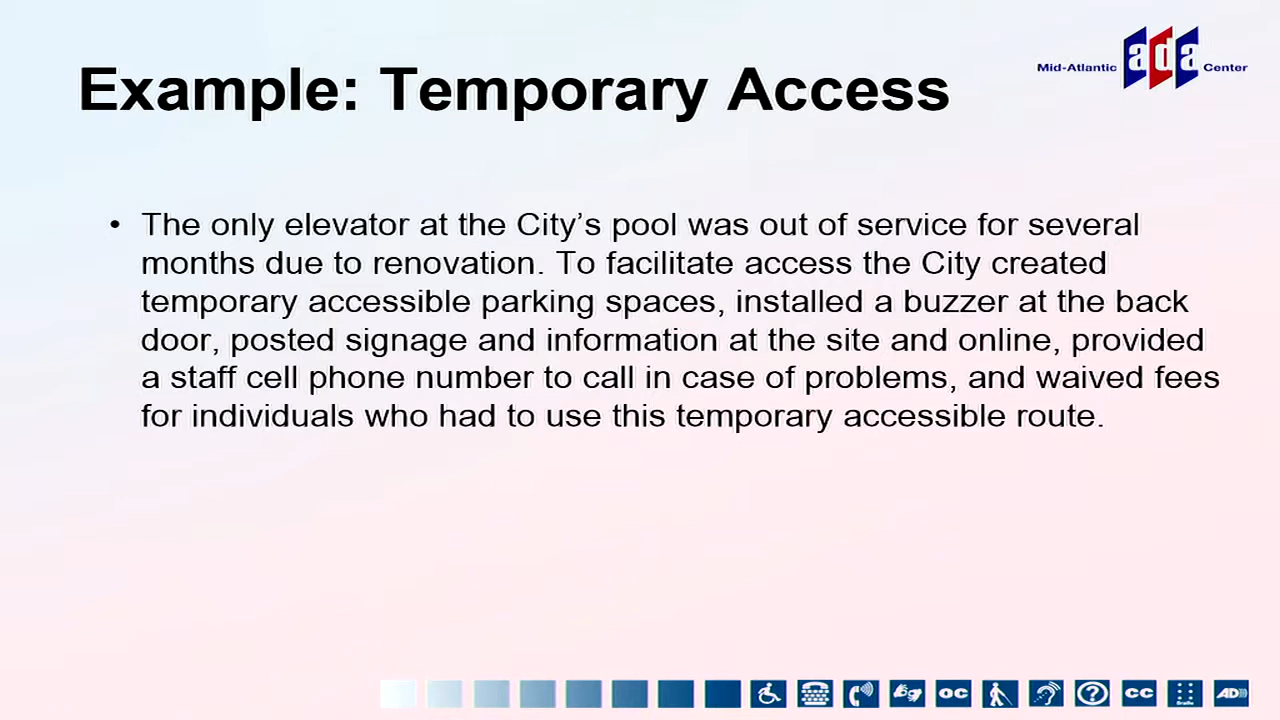 Example: Temporary Access
Mid-Atlantic ada Center
• The only elevator at the City’s pool was out of service for several
months due to renovation. To facilitate access the City created
temporary accessible parking spaces, installed a buzzer at the back
door, posted signage and information at the site and online, provided
a staff cell phone number to call in case of problems, and waived fees
for individuals who had to use this temporary accessible route.
OC ? CC Braille AD